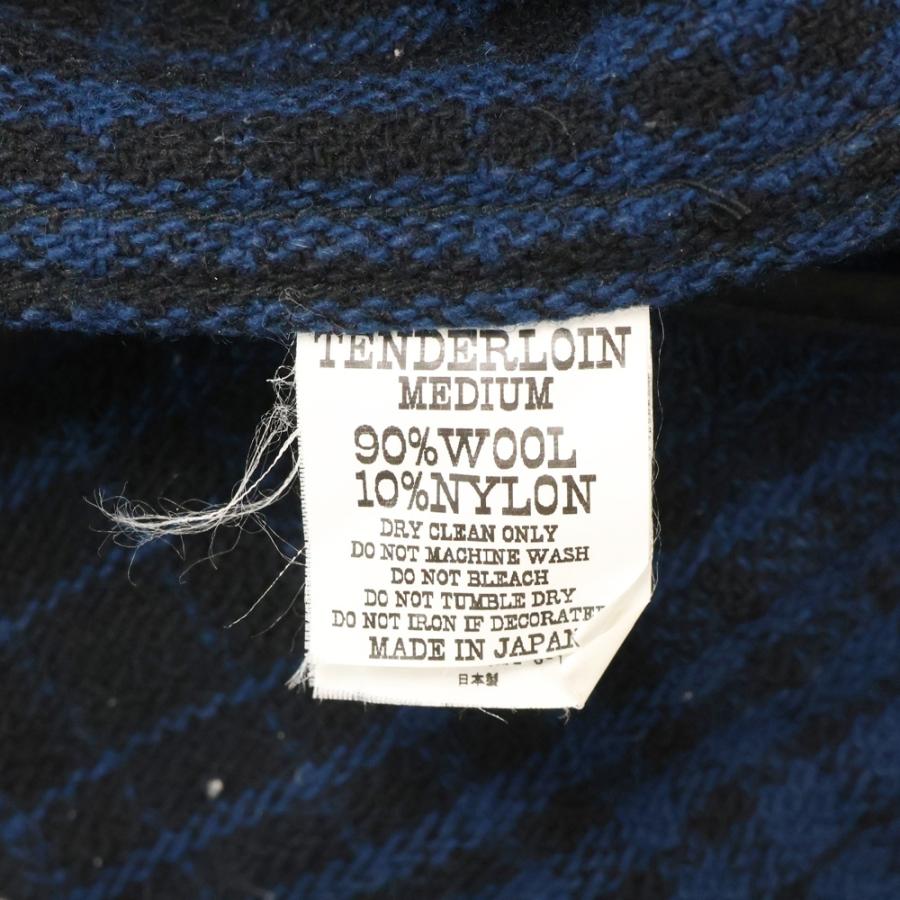 TENDERLOIN
MEDIUM
90%WOOL
10%NYLON
DRY CLEAN ONLY
DO NOT MACHINE WASH
DO NOT BLEACH
DO NOT TUMBLE DRY
DO NOT IRON IF DECORATED
MADE IN JAPAN
日本製